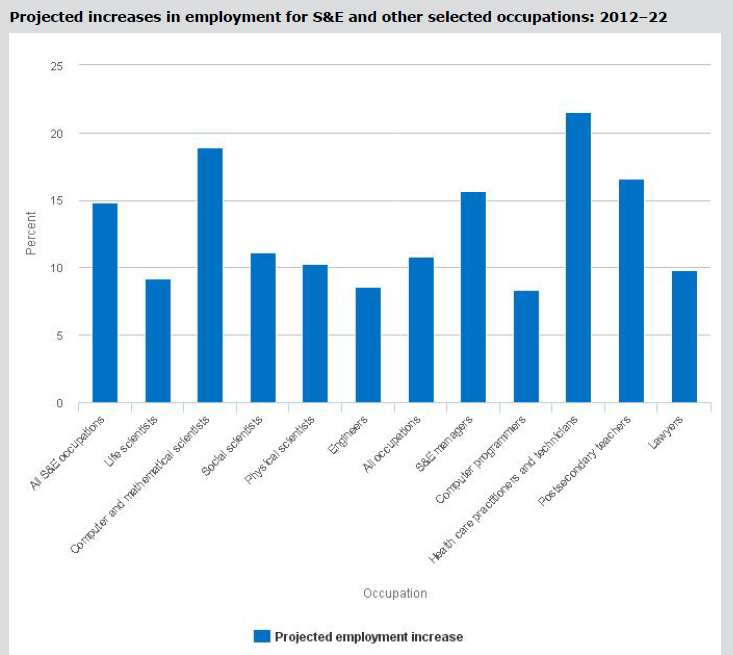 Projected increases in employment for S&E and other selected occupations: 2012–22
25
20
15
10
5
0
Percent
All S&E occupations
Life scientists
Computer and mathematical scientists
Social scientists
Physical scientists
Engineers
All occupations
S&E managers
Computer programmers
Health care practitioners and technicians
Postsecondary teachers
Lawyers
Occupation
Projected employment increase